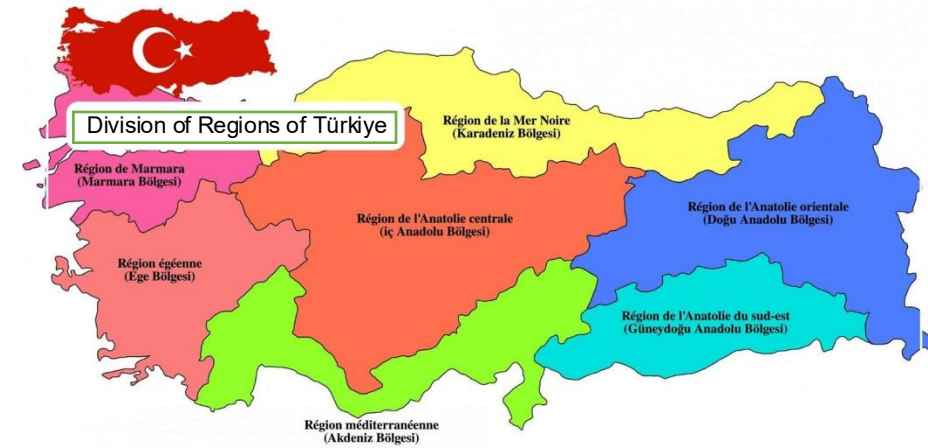 Division of Regions of Türkiye
Région de la Mer Noire
(Karadeniz Bölgesi)
Région de Marmara
(Marmara Bölgesi)
Région de l'Anatolie centrale
(iç Anadolu Bölgesi)
Région de l'Anatolie orientale
(Doğu Anadolu Bölgesi)
Région égéenne
(Ege Bölgesi)
Région de l'Anatolie du sud-est
(Güneydoğu Anadolu Bölgesi)
Région méditerranéenne
(Akdeniz Bölgesi)